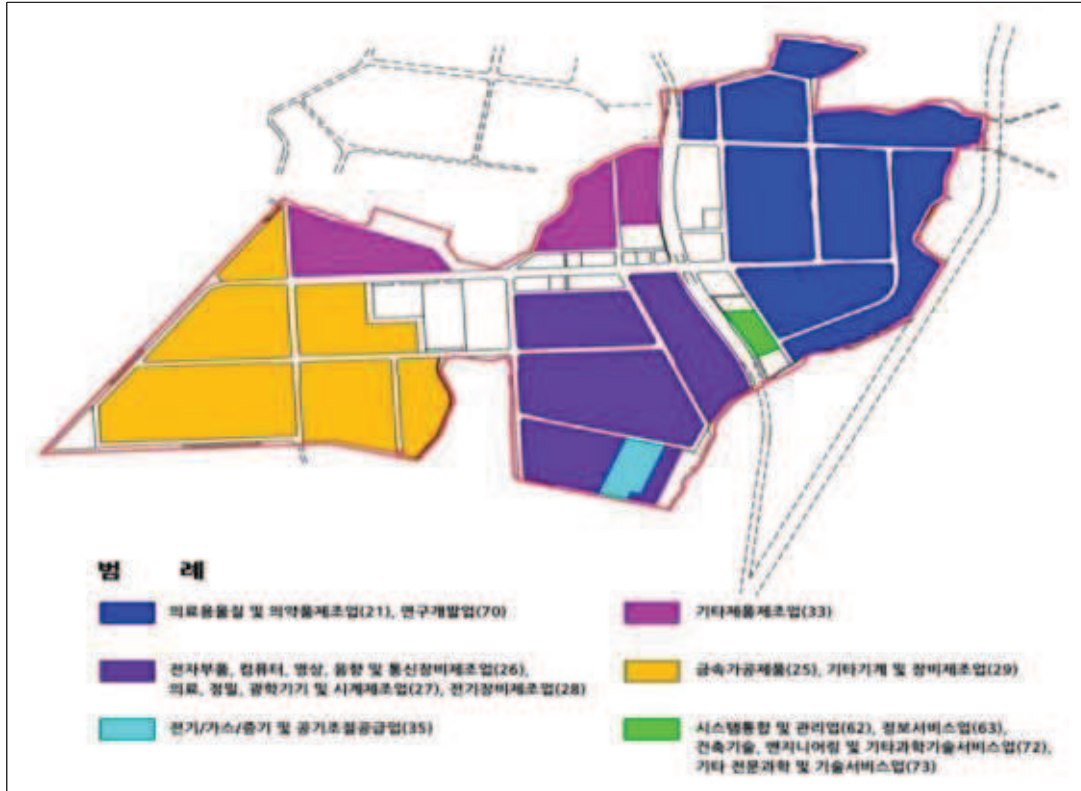 범 례
의료용물질 및 의약품제조업(21), 연구개발업(70)
기타제품제조업(33)
전자부품, 컴퓨터, 영상, 음향 및 통신장비제조업(26),
의료, 정밀, 광학기기 및 시계제조업(27), 전기장비제조업(28)
금속가공제품(25), 기타기계 및 장비제조업(29)
전기/가스/증기 및 공기조절공급업(35)
시스템통합 및 관리업(62), 정보서비스업(63),
건축기술, 엔지니어링 및 기타과학기술서비스업(72),
기타 전문과학 및 기술서비스업(73)